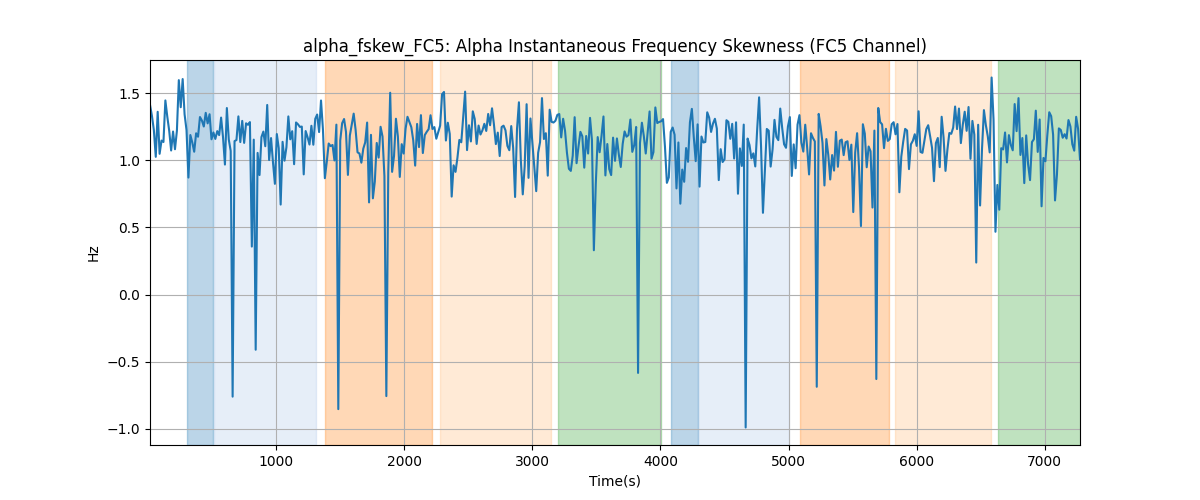 alpha_fskew_FC5: Alpha Instantaneous Frequency Skewness (FC5 Channel)
1.5
1.0
0.5
0.0
−0.5
−1.0
Hz
1000 2000 3000 4000 5000 6000 7000
Time(s)